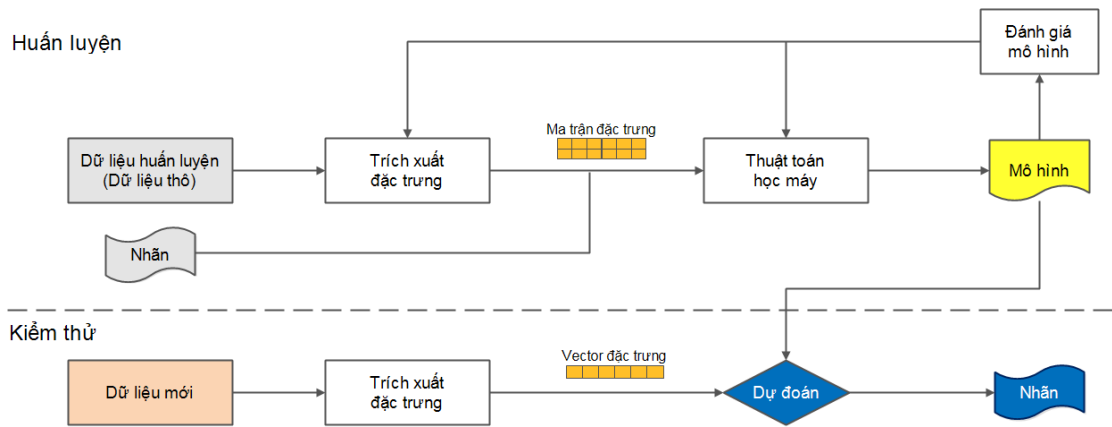 Huấn luyện
Đánh giá
mô hình
Ma trận đặc trưng
Dữ liệu huấn luyện
(Dữ liệu thô)
Trích xuất
đặc trưng
Thuật toán
học máy
Mô hình
Nhãn
Kiểm thử
Vector đặc trưng
Dữ liệu mới
Trích xuất
đặc trưng
Dự đoán
Nhãn